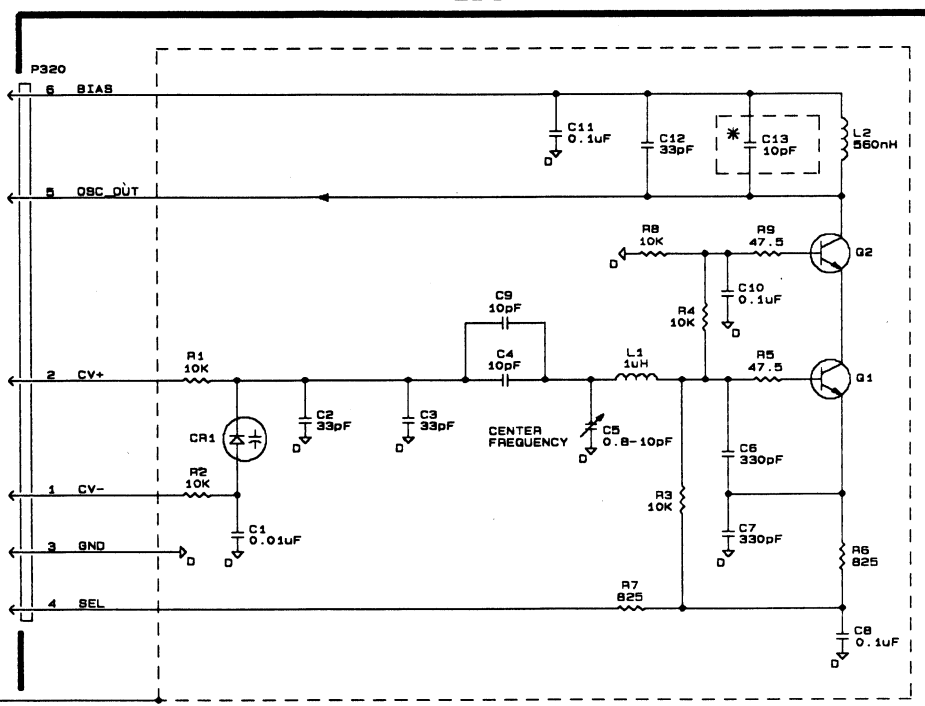 P320
6 BIAS
C11
0.1uF
D
C12
33pF
*
C13
10pF
L2
560nH
5 OSC_OUT
R8
10K
D
R9
47.5
Q2
C10
0.1uF
D
R4
10K
C9
10pF
C4
10pF
L1
1uH
R5
47.5
Q1
R1
10K
2 CV+
CR1
C2
33pF
D
C3
33pF
D
CENTER
FREQUENCY
C5
0.8-10pF
D
C6
330pF
R2
10K
1 CV-
R3
10K
C1
0.01uF
D
C7
330pF
D
3 GND
D
R6
825
R7
825
4 SEL
C8
0.1uF
D